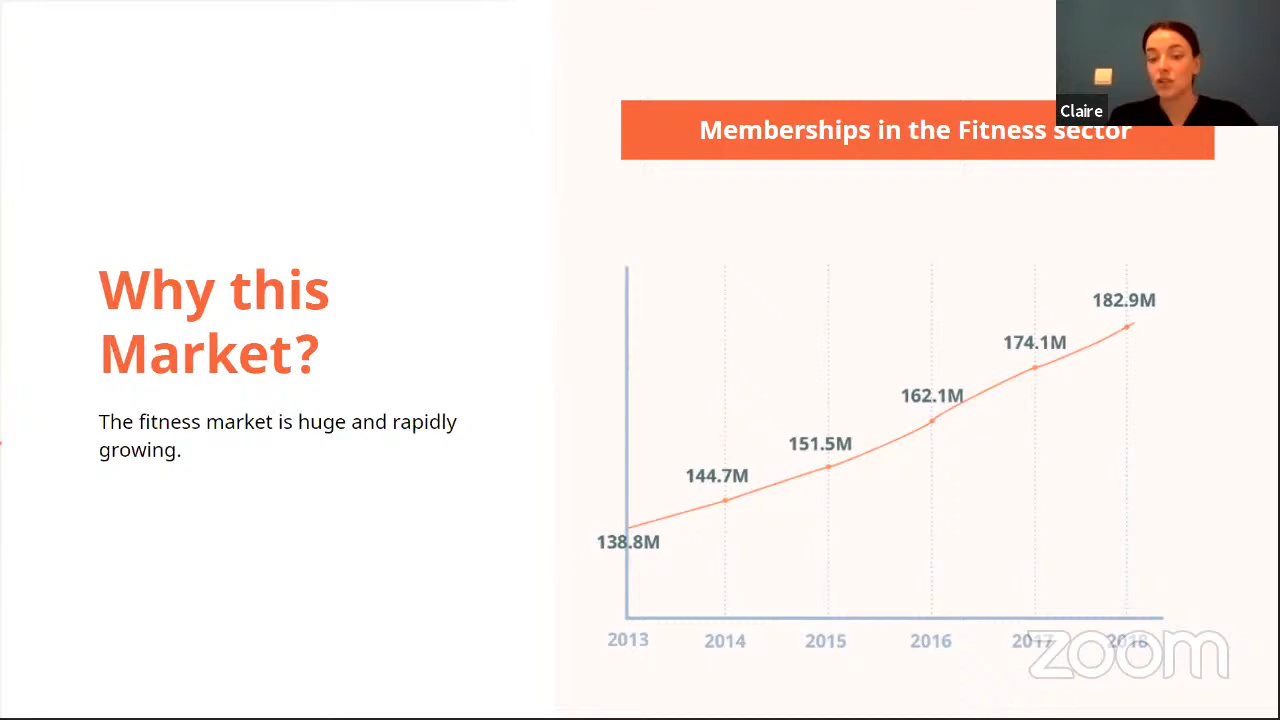 Claire
Memberships in the Fitness sector
Why this
Market?
The fitness market is huge and rapidly
growing.
182.9M
174.1M
162.1M
151.5M
144.7M
138.8M
2013 2014 2015 2016 2017 2018
zoom